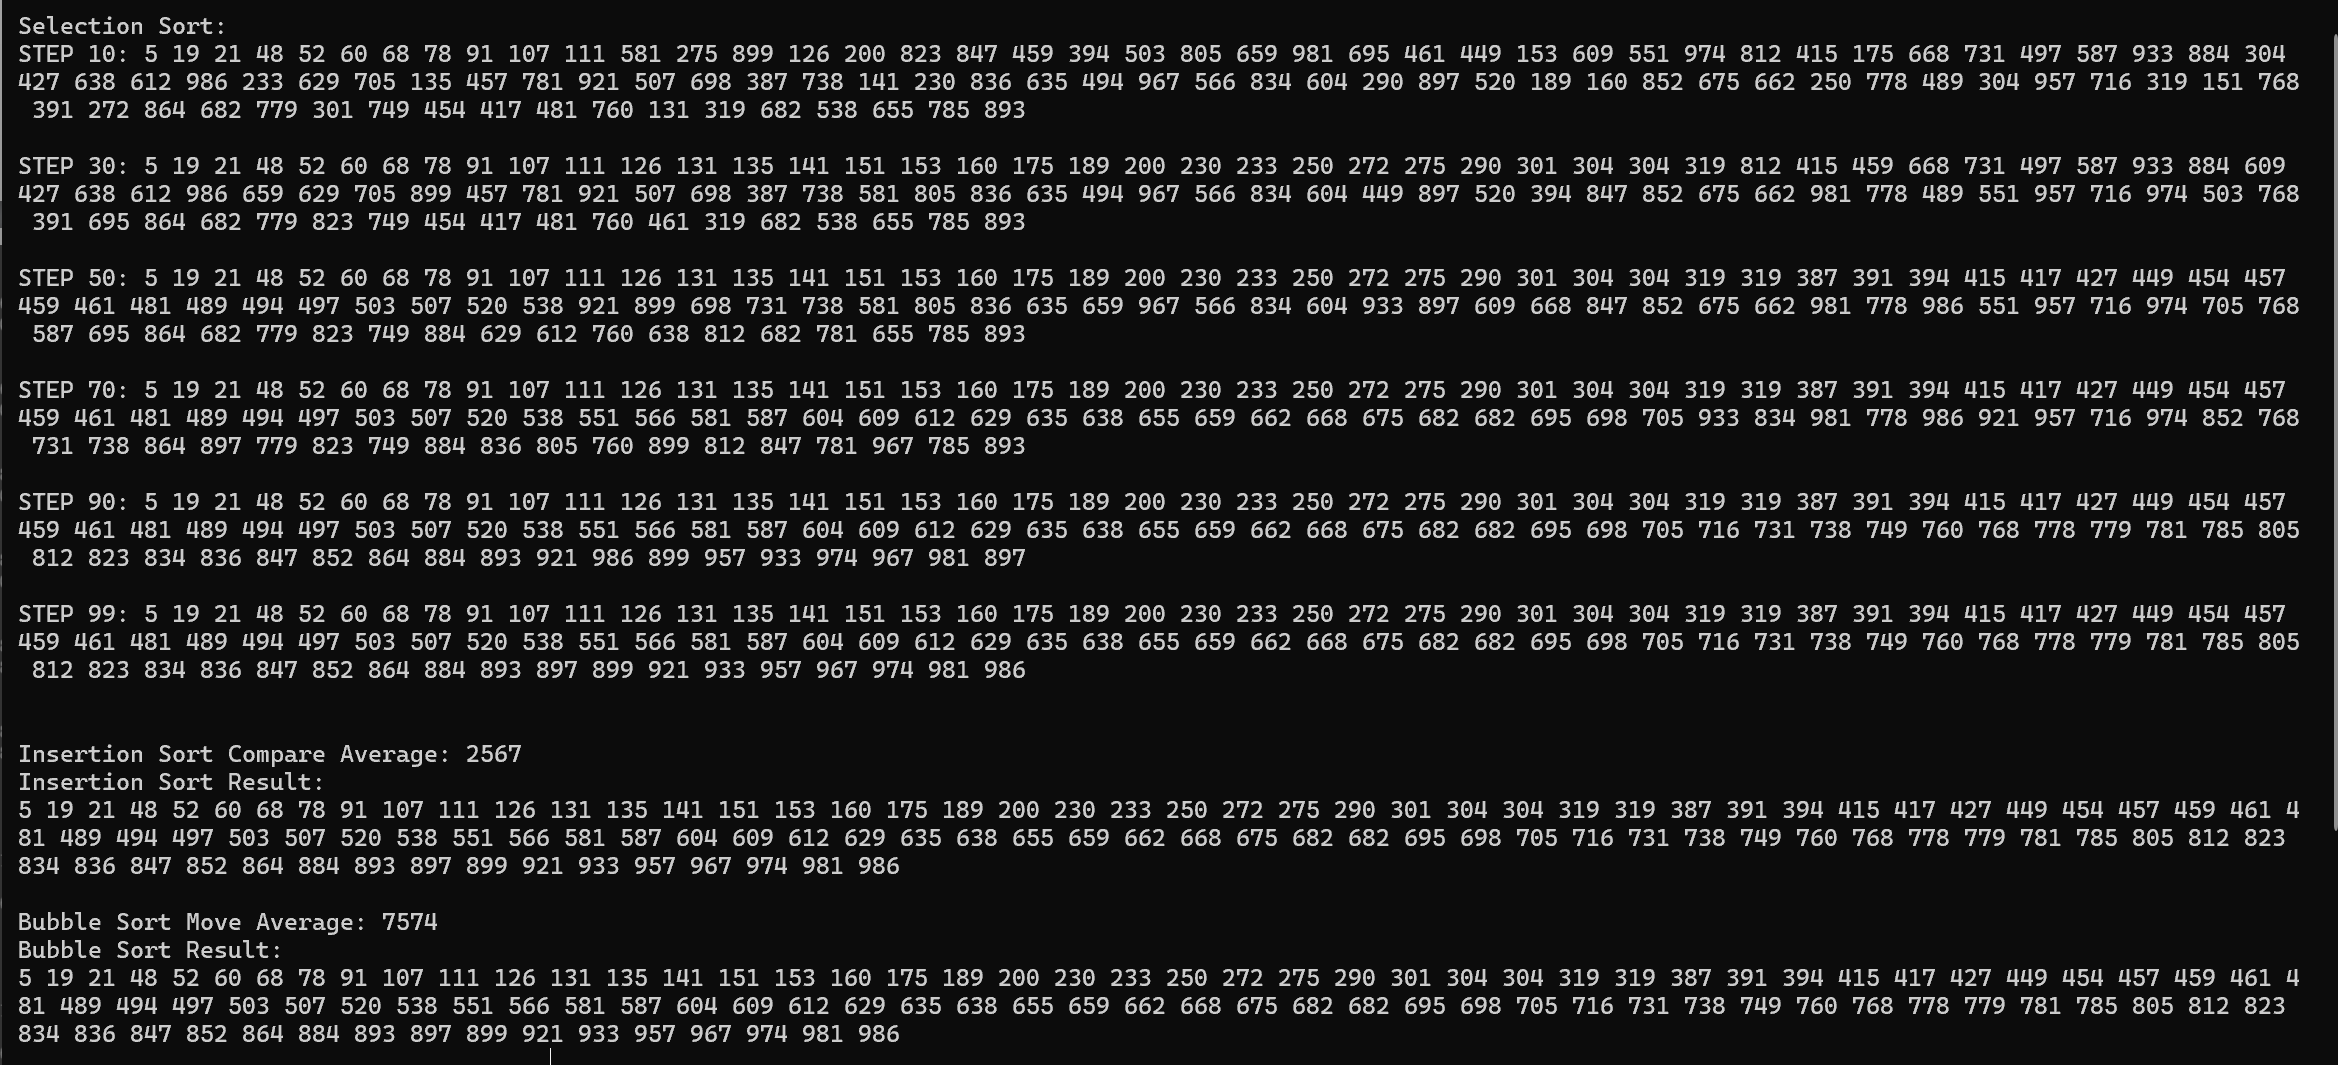 Selection Sort:
STEP 10: 5 19 21 48 52 60 68 78 91 107 111 581 275 899 126 200 823 847 459 394 503 805 659 981 695 461 449 153 609 551 974 812 415 175 668 731 497 587 933 884 304
427 638 612 986 233 629 705 135 457 781 921 507 698 387 738 141 230 836 635 494 967 566 834 604 290 897 520 189 160 852 675 662 250 778 489 304 957 716 319 151 768
391 272 864 682 779 301 749 454 417 481 760 131 319 682 538 655 785 893
STEP 30: 5 19 21 48 52 60 68 78 91 107 111 126 131 135 141 151 153 160 175 189 200 230 233 250 272 275 290 301 304 304 319 812 415 459 668 731 497 587 933 884 609
427 638 612 986 659 629 705 899 457 781 921 507 698 387 738 581 805 836 635 494 967 566 834 604 449 897 520 394 847 852 675 662 981 778 489 551 957 716 974 503 768
391 695 864 682 779 823 749 454 417 481 760 461 319 682 538 655 785 893
STEP 50: 5 19 21 48 52 60 68 78 91 107 111 126 131 135 141 151 153 160 175 189 200 230 233 250 272 275 290 301 304 304 319 319 387 391 394 415 417 427 449 454 457
459 461 481 489 494 497 503 507 520 538 921 899 698 731 738 581 805 836 635 659 967 566 834 604 933 897 609 668 847 852 675 662 981 778 986 551 957 716 974 705 768
587 695 864 682 779 823 749 884 629 612 760 638 812 682 781 655 785 893
STEP 70: 5 19 21 48 52 60 68 78 91 107 111 126 131 135 141 151 153 160 175 189 200 230 233 250 272 275 290 301 304 304 319 319 387 391 394 415 417 427 449 454 457
459 461 481 489 494 497 503 507 520 538 551 566 581 587 604 609 612 629 635 638 655 659 662 668 675 682 682 695 698 705 933 834 981 778 986 921 957 716 974 852 768
731 738 864 897 779 823 749 884 836 805 760 899 812 847 781 967 785 893
STEP 90: 5 19 21 48 52 60 68 78 91 107 111 126 131 135 141 151 153 160 175 189 200 230 233 250 272 275 290 301 304 304 319 319 387 391 394 415 417 427 449 454 457
459 461 481 489 494 497 503 507 520 538 551 566 581 587 604 609 612 629 635 638 655 659 662 668 675 682 682 695 698 705 716 731 738 749 760 768 778 779 781 785 805
812 823 834 836 847 852 864 884 893 921 986 899 957 933 974 967 981 897
STEP 99: 5 19 21 48 52 60 68 78 91 107 111 126 131 135 141 151 153 160 175 189 200 230 233 250 272 275 290 301 304 304 319 319 387 391 394 415 417 427 449 454 457
459 461 481 489 494 497 503 507 520 538 551 566 581 587 604 609 612 629 635 638 655 659 662 668 675 682 682 695 698 705 716 731 738 749 760 768 778 779 781 785 805
812 823 834 836 847 852 864 884 893 897 899 921 933 957 967 974 981 986
Insertion Sort Compare Average: 2567
Insertion Sort Result:
5 19 21 48 52 60 68 78 91 107 111 126 131 135 141 151 153 160 175 189 200 230 233 250 272 275 290 301 304 304 319 319 387 391 394 415 417 427 449 454 457 459 461 4
81 489 494 497 503 507 520 538 551 566 581 587 604 609 612 629 635 638 655 659 662 668 675 682 682 695 698 705 716 731 738 749 760 768 778 779 781 785 805 812 823
834 836 847 852 864 884 893 897 899 921 933 957 967 974 981 986
Bubble Sort Move Average: 7574
Bubble Sort Result:
5 19 21 48 52 60 68 78 91 107 111 126 131 135 141 151 153 160 175 189 200 230 233 250 272 275 290 301 304 304 319 319 387 391 394 415 417 427 449 454 457 459 461 4
81 489 494 497 503 507 520 538 551 566 581 587 604 609 612 629 635 638 655 659 662 668 675 682 682 695 698 705 716 731 738 749 760 768 778 779 781 785 805 812 823
834 836 847 852 864 884 893 897 899 921 933 957 967 974 981 986